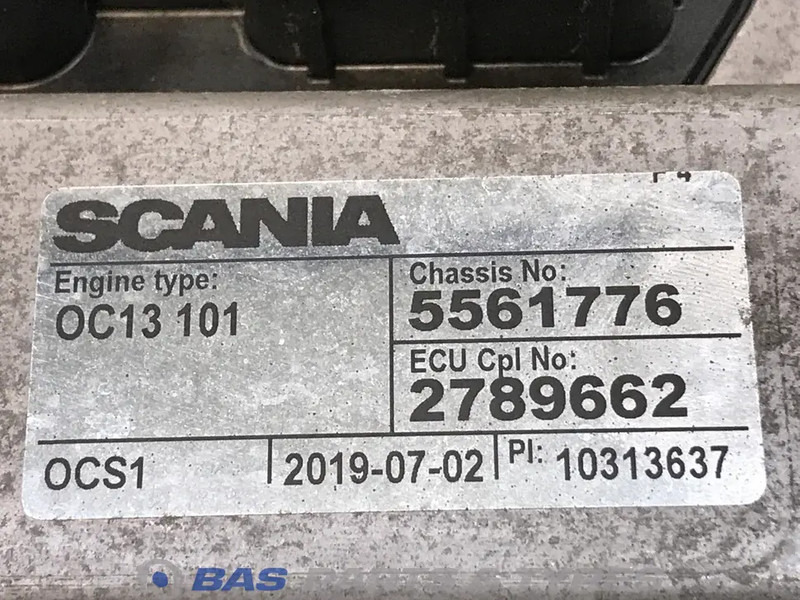 SCANIA
Engine type:
OC13 101
Chassis No:
5561776
ECU Cpl No:
2789662
OCS1
2019-07-02
PI: 10313637
BAS